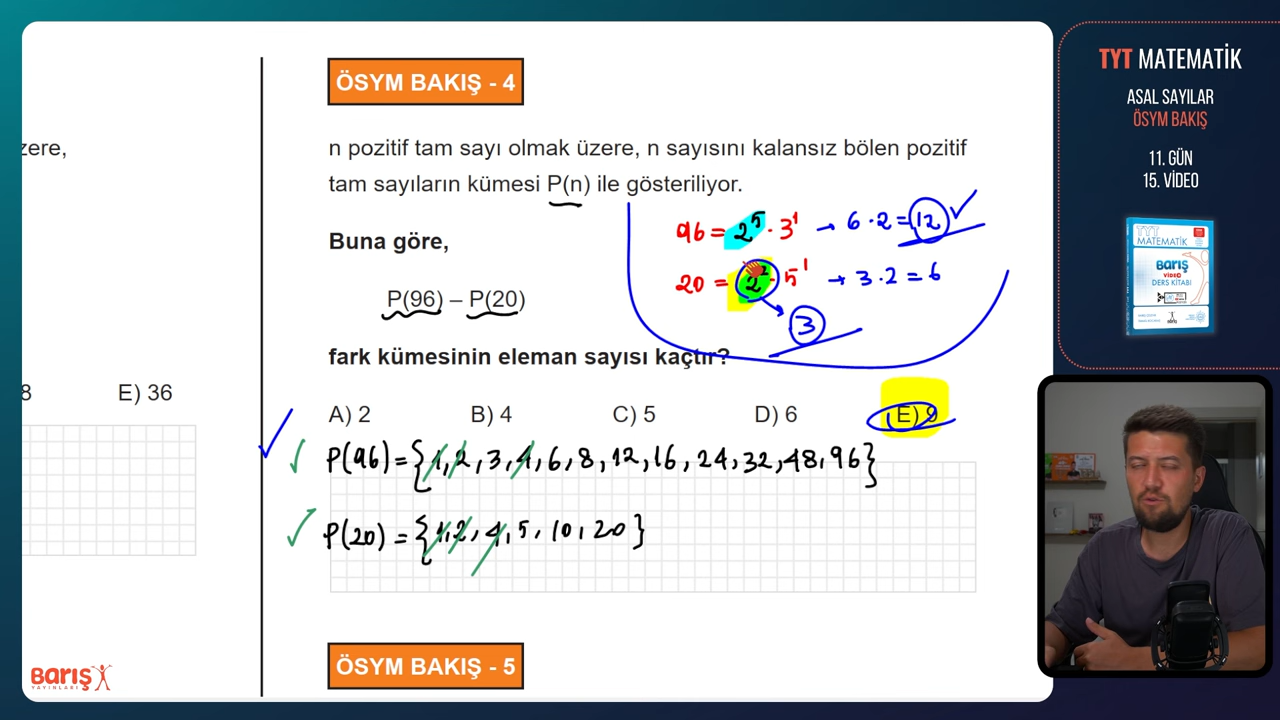 zere,
8 E) 36
BARIŞ
YAYINLARI
ÖSYM BAKIŞ - 4
n pozitif tam sayı olmak üzere, n sayısını kalansız bölen pozitif
tam sayıların kümesi P(n) ile gösteriliyor.
96 = 2⁵ · 3¹ → 6 · 2 = 12
Buna göre,
20 = 2² · 5¹ → 3 · 2 = 6
P(96) – P(20)
3
fark kümesinin eleman sayısı kaçtır?
A) 2 B) 4 C) 5 D) 6 E) 9
P(96) = {1, 2, 3, 4, 6, 8, 12, 16, 24, 32, 48, 96}
P(20) = {1, 2, 4, 5, 10, 20}
ÖSYM BAKIŞ - 5
TYT MATEMATİK
ASAL SAYILAR
ÖSYM BAKIŞ
11. GÜN
15. VİDEO
TYT
MATEMATİK
BARIŞ
VİDEO
DERS KİTABI